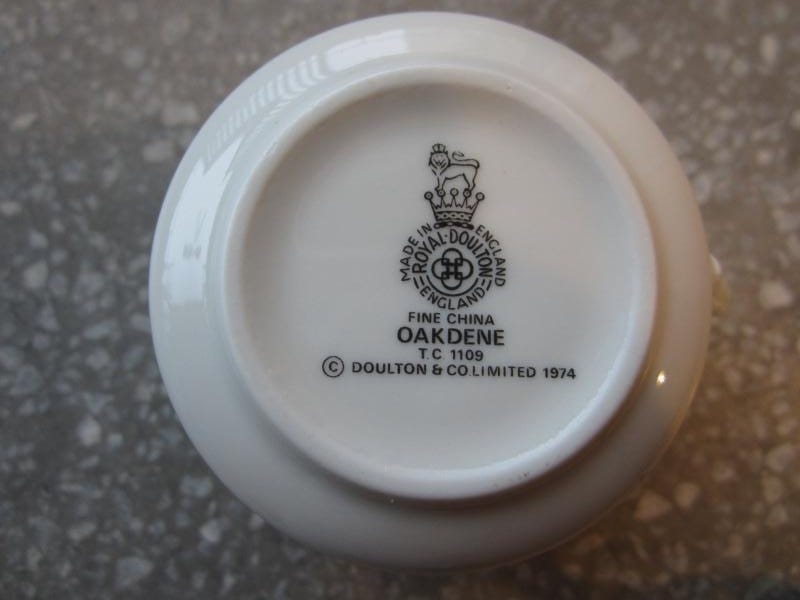 MADE IN ENGLAND
ROYAL·DOULTON
ENGLAND
FINE CHINA
OAKDENE
T.C. 1109
© DOULTON & CO.LIMITED 1974